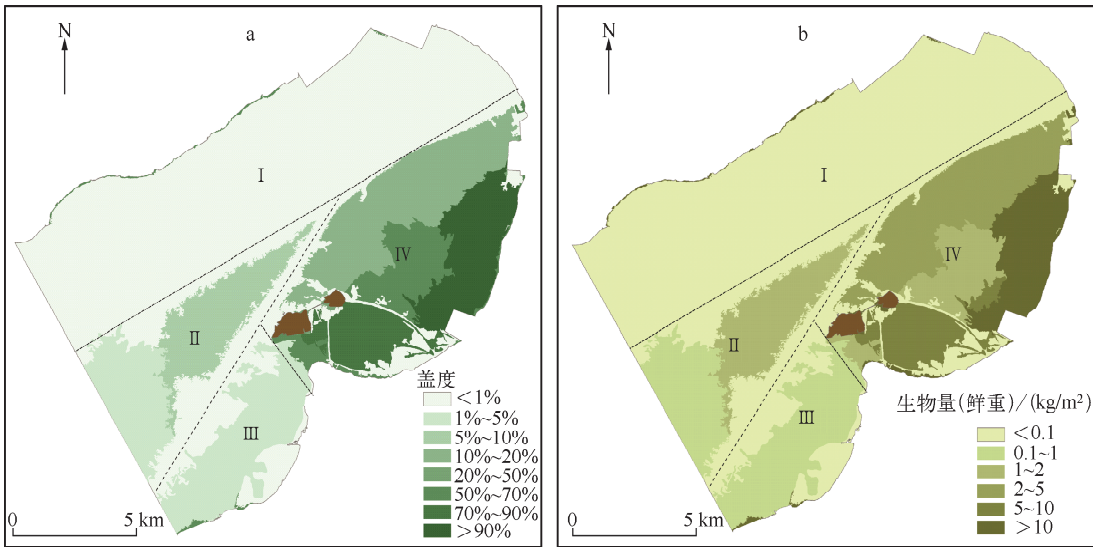 a
N
I
II
III
IV
盖度
<1%
1%~5%
5%~10%
10%~20%
20%~50%
50%~70%
70%~90%
>90%
0 5 km
b
N
I
II
III
IV
生物量(鲜重)/(kg/m²)
<0.1
0.1~1
1~2
2~5
5~10
>10
0 5 km